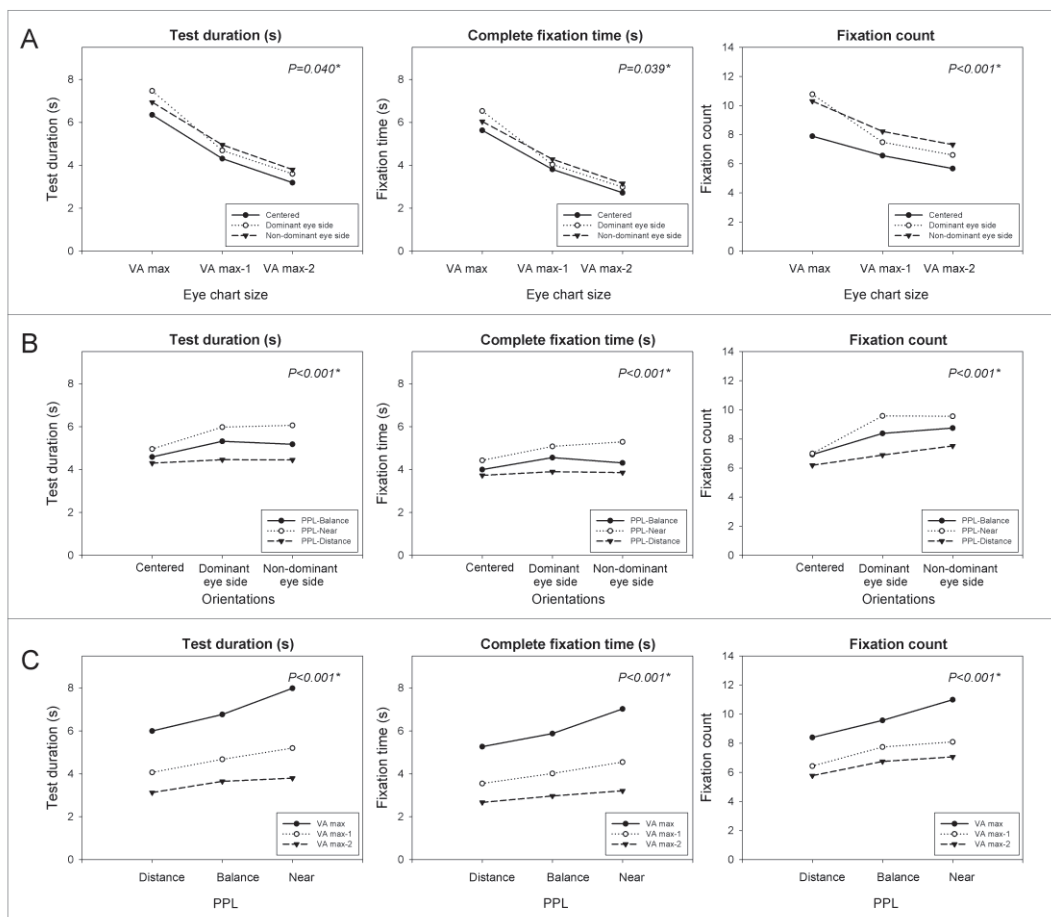 A
Test duration (s)
P=0.040*
Test duration (s)
8
6
4
2
0
Centered
Dominant eye side
Non-dominant eye side
VA max
VA max-1
VA max-2
Eye chart size
Complete fixation time (s)
P=0.039*
Fixation time (s)
8
6
4
2
0
Centered
Dominant eye side
Non-dominant eye side
VA max
VA max-1
VA max-2
Eye chart size
Fixation count
P<0.001*
Fixation count
14
12
10
8
6
4
2
0
Centered
Dominant eye side
Non-dominant eye side
VA max
VA max-1
VA max-2
Eye chart size
B
Test duration (s)
P<0.001*
Test duration (s)
8
6
4
2
0
PPL-Balance
PPL-Near
PPL-Distance
Centered
Dominant
eye side
Non-dominant
eye side
Orientations
Complete fixation time (s)
P<0.001*
Fixation time (s)
8
6
4
2
0
PPL-Balance
PPL-Near
PPL-Distance
Centered
Dominant
eye side
Non-dominant
eye side
Orientations
Fixation count
P<0.001*
Fixation count
14
12
10
8
6
4
2
0
PPL-Balance
PPL-Near
PPL-Distance
Centered
Dominant
eye side
Non-dominant
eye side
Orientations
C
Test duration (s)
P<0.001*
Test duration (s)
8
6
4
2
0
VA max
VA max-1
VA max-2
Distance
Balance
Near
PPL
Complete fixation time (s)
P<0.001*
Fixation time (s)
8
6
4
2
0
VA max
VA max-1
VA max-2
Distance
Balance
Near
PPL
Fixation count
P<0.001*
Fixation count
14
12
10
8
6
4
2
0
VA max
VA max-1
VA max-2
Distance
Balance
Near
PPL